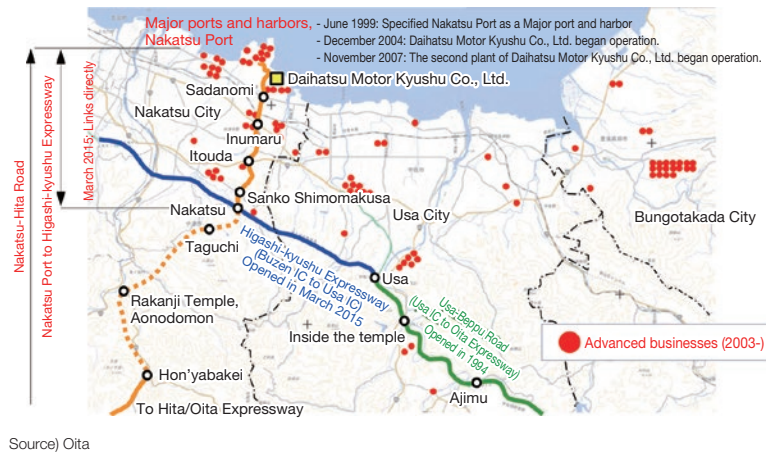 Major ports and harbors,
Nakatsu Port
- June 1999: Specified Nakatsu Port as a Major port and harbor
- December 2004: Daihatsu Motor Kyushu Co., Ltd. began operation.
- November 2007: The second plant of Daihatsu Motor Kyushu Co., Ltd. began operation.
Daihatsu Motor Kyushu Co., Ltd.
Sadanomi
Nakatsu City
Inumaru
Itouda
Sanko Shimomakusa
Nakatsu
Usa City
Bungotakada City
Taguchi
Nakatsu-Hita Road
Nakatsu Port to Higashi-kyushu Expressway
March 2015: Links directly
Higashi-kyushu Expressway
(Buzen IC to Usa IC)
Opened in March 2015
Usa
Rakanji Temple,
Aonodomon
Usa-Beppu Road
(Usa IC to Oita Expressway)
Opened in 1994
Inside the temple
Advanced businesses (2003-)
Hon'yabakei
Ajimu
To Hita/Oita Expressway
Source) Oita